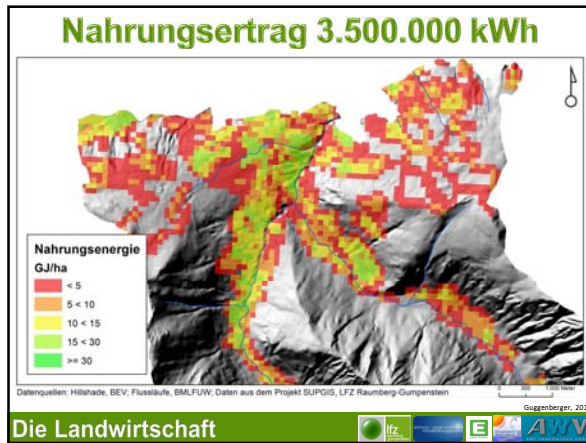 Nahrungsertrag 3.500.000 kWh
Nahrungsenergie
GJ/ha
< 5
5 < 10
10 < 15
15 < 30
>= 30
0 500 1.000 Meter
Datenquellen: Hillshade, BEV; Flussläufe, BMLFUW; Daten aus dem Projekt SUPGIS, LFZ Raumberg-Gumpenstein
Guggenberger, 201
Die Landwirtschaft
lfz
E
AWV